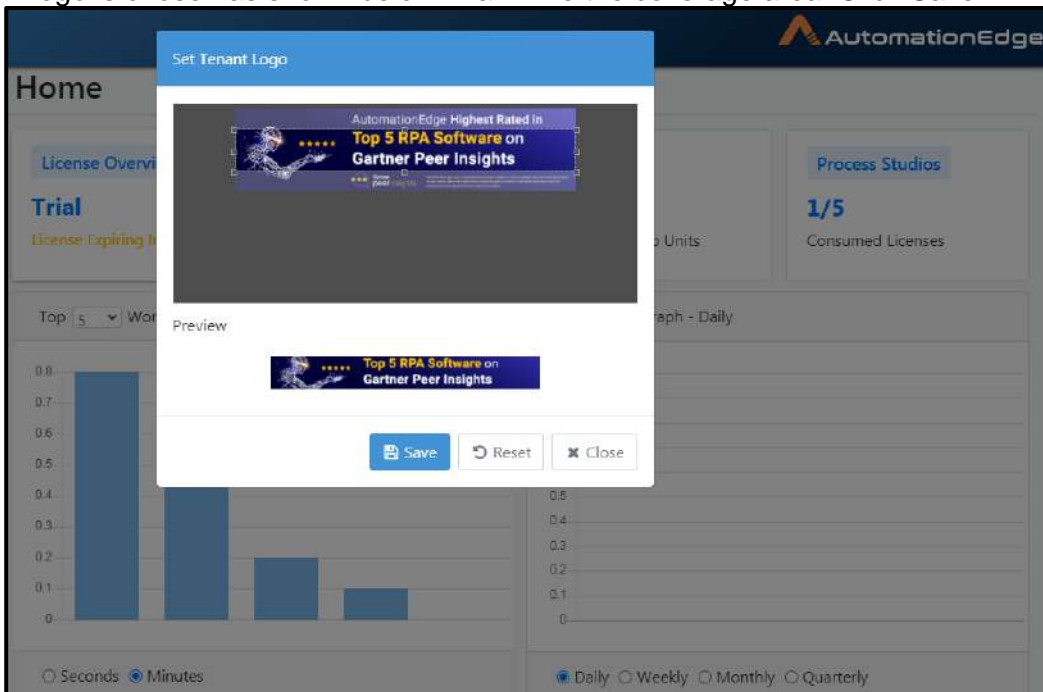 AutomationEdge
Set Tenant Logo
Home
AutomationEdge Highest Rated in
Top 5 RPA Software on
Gartner Peer Insights
License Overvi
Trial
License Expiring In
Units
Process Studios
1/5
Consumed Licenses
Top 5 Wor
raph - Daily
Preview
Top 5 RPA Software on
Gartner Peer Insights
Save Reset Close
0.8
0.7
0.6
0.5
0.4
0.3
0.2
0.1
0
0.5
0.4
0.3
0.2
0.1
0
Seconds Minutes
Daily Weekly Monthly Quarterly